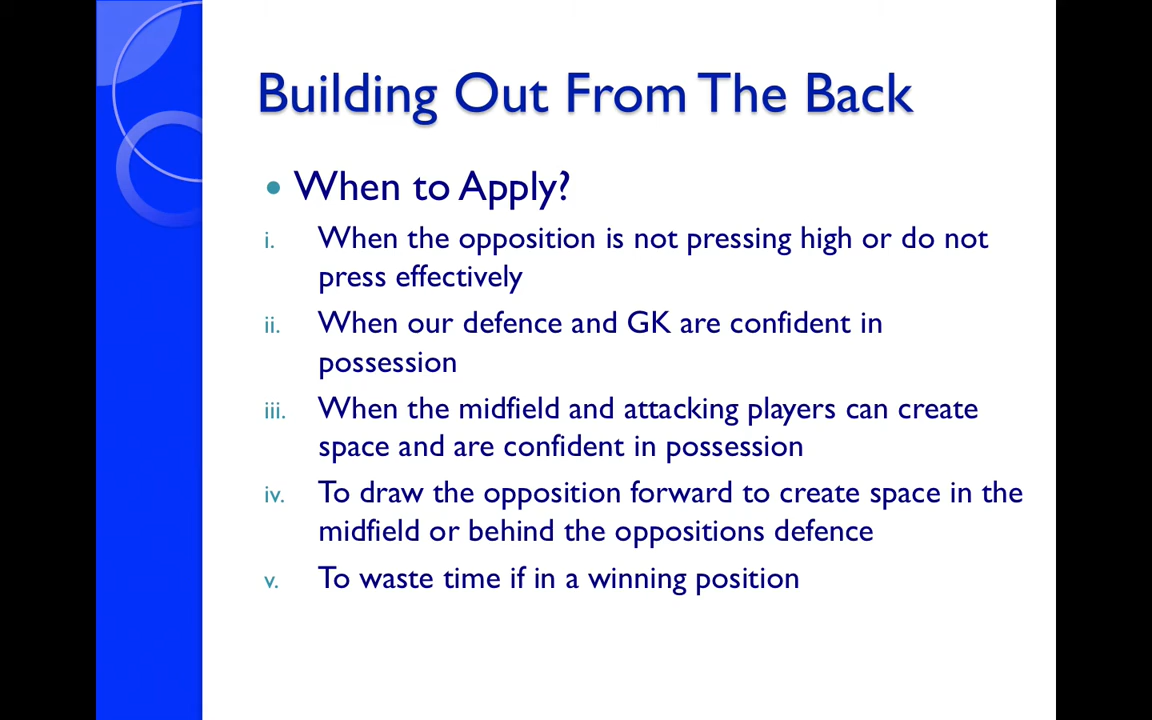 Building Out From The Back
• When to Apply?
i. When the opposition is not pressing high or do not
press effectively
ii. When our defence and GK are confident in
possession
iii. When the midfield and attacking players can create
space and are confident in possession
iv. To draw the opposition forward to create space in the
midfield or behind the oppositions defence
v. To waste time if in a winning position